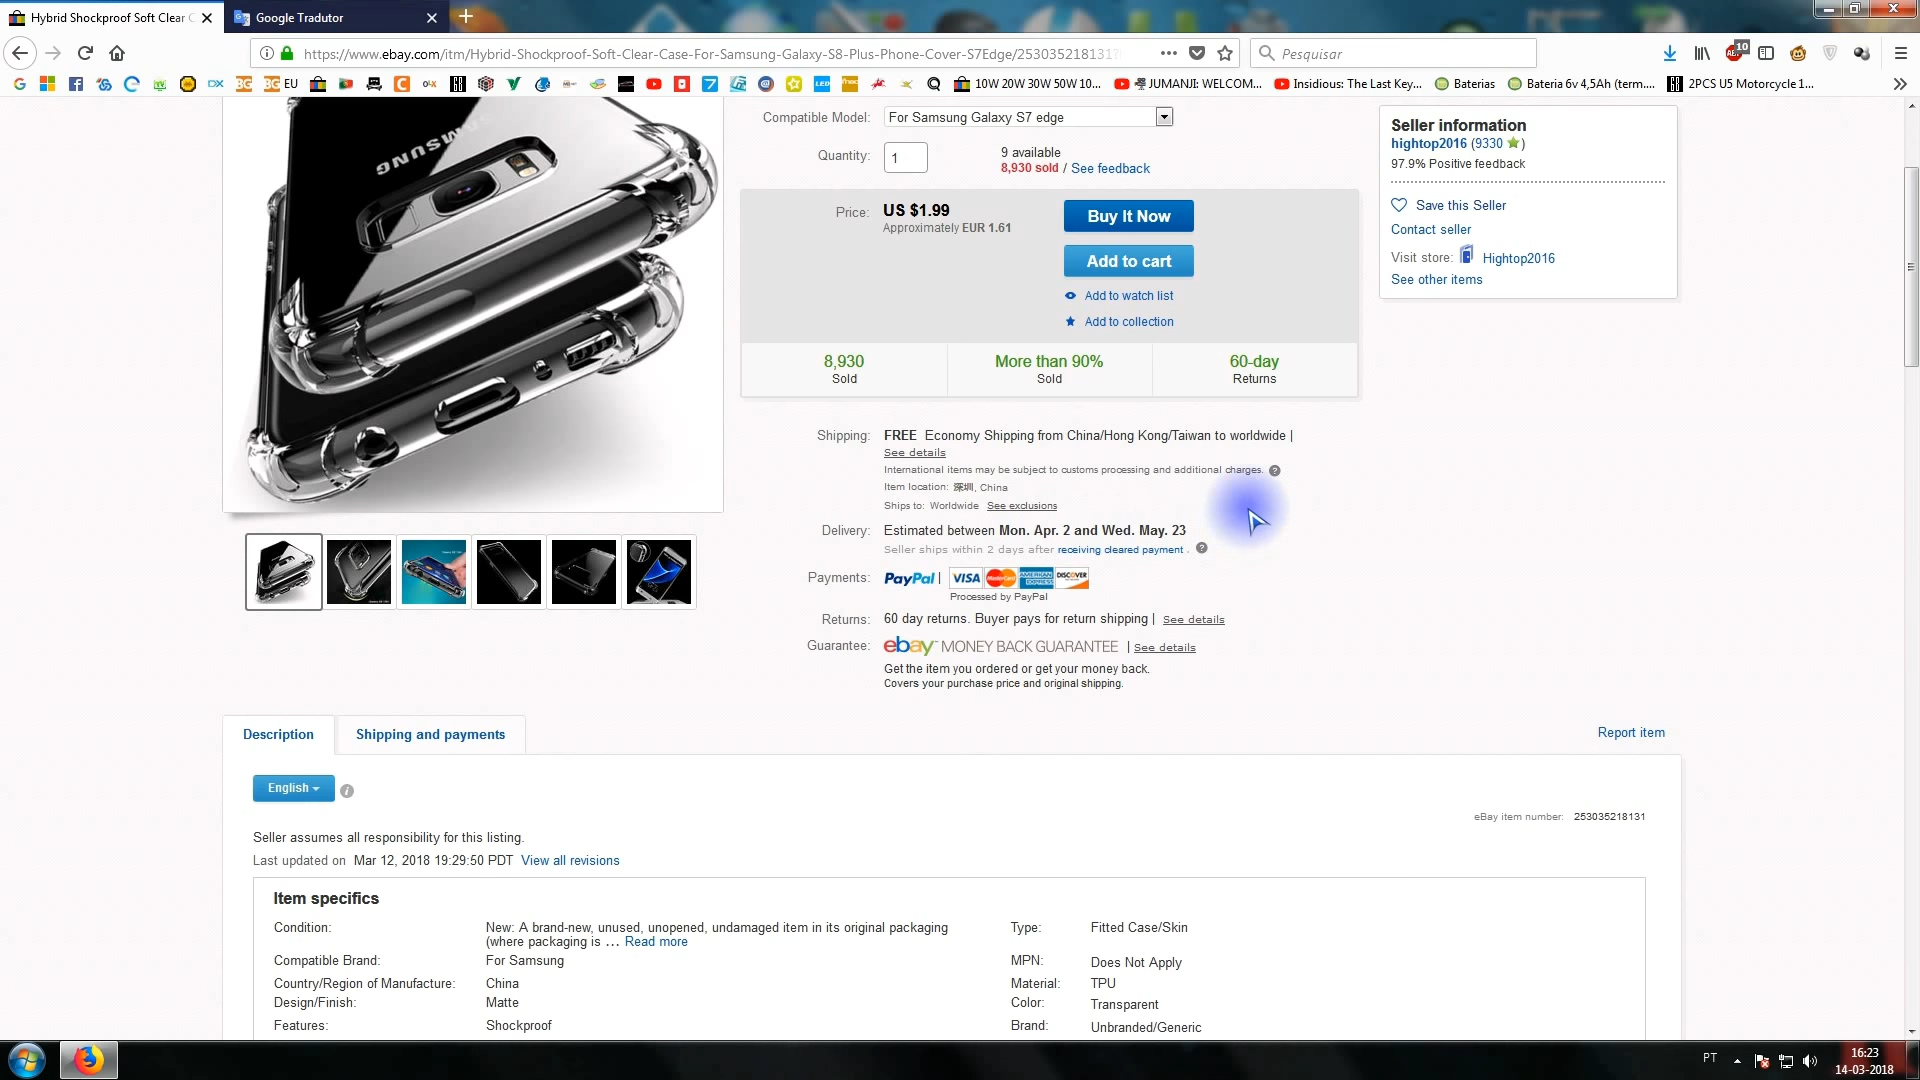 Hybrid Shockproof Soft Clear C
Google Tradutor
https://www.ebay.com/itm/Hybrid-Shockproof-Soft-Clear-Case-For-Samsung-Galaxy-S8-Plus-Phone-Cover-S7Edge/253035218131?
Pesquisar
10
EU
10W 20W 30W 50W 10...
JUMANJI: WELCOM...
Insidious: The Last Key...
Baterias
Bateria 6v 4,5Ah (term....
2PCS U5 Motorcycle 1...
SAMSUNG
Compatible Model: For Samsung Galaxy S7 edge
Quantity: 1
9 available
8,930 sold / See feedback
Price: US $1.99
Approximately EUR 1.61
Buy It Now
Add to cart
Add to watch list
Add to collection
8,930
Sold
More than 90%
Sold
60-day
Returns
Seller information
hightop2016 (9330 )
97.9% Positive feedback
Save this Seller
Contact seller
Visit store: Hightop2016
See other items
Shipping: FREE Economy Shipping from China/Hong Kong/Taiwan to worldwide |
See details
International items may be subject to customs processing and additional charges.
Item location: 深圳, China
Ships to: Worldwide See exclusions
Delivery: Estimated between Mon. Apr. 2 and Wed. May. 23
Seller ships within 2 days after receiving cleared payment .
Payments: PayPal | VISA MasterCard AMERICAN EXPRESS DISCOVER
Processed by PayPal
Returns: 60 day returns. Buyer pays for return shipping | See details
Guarantee: ebay MONEY BACK GUARANTEE | See details
Get the item you ordered or get your money back.
Covers your purchase price and original shipping.
Description
Shipping and payments
Report item
English
eBay item number: 253035218131
Seller assumes all responsibility for this listing.
Last updated on Mar 12, 2018 19:29:50 PDT View all revisions
Item specifics
Condition: New: A brand-new, unused, unopened, undamaged item in its original packaging
(where packaging is … Read more
Type: Fitted Case/Skin
Compatible Brand: For Samsung
MPN: Does Not Apply
Country/Region of Manufacture: China
Material: TPU
Design/Finish: Matte
Color: Transparent
Features: Shockproof
Brand: Unbranded/Generic
PT
16:23
14-03-2018